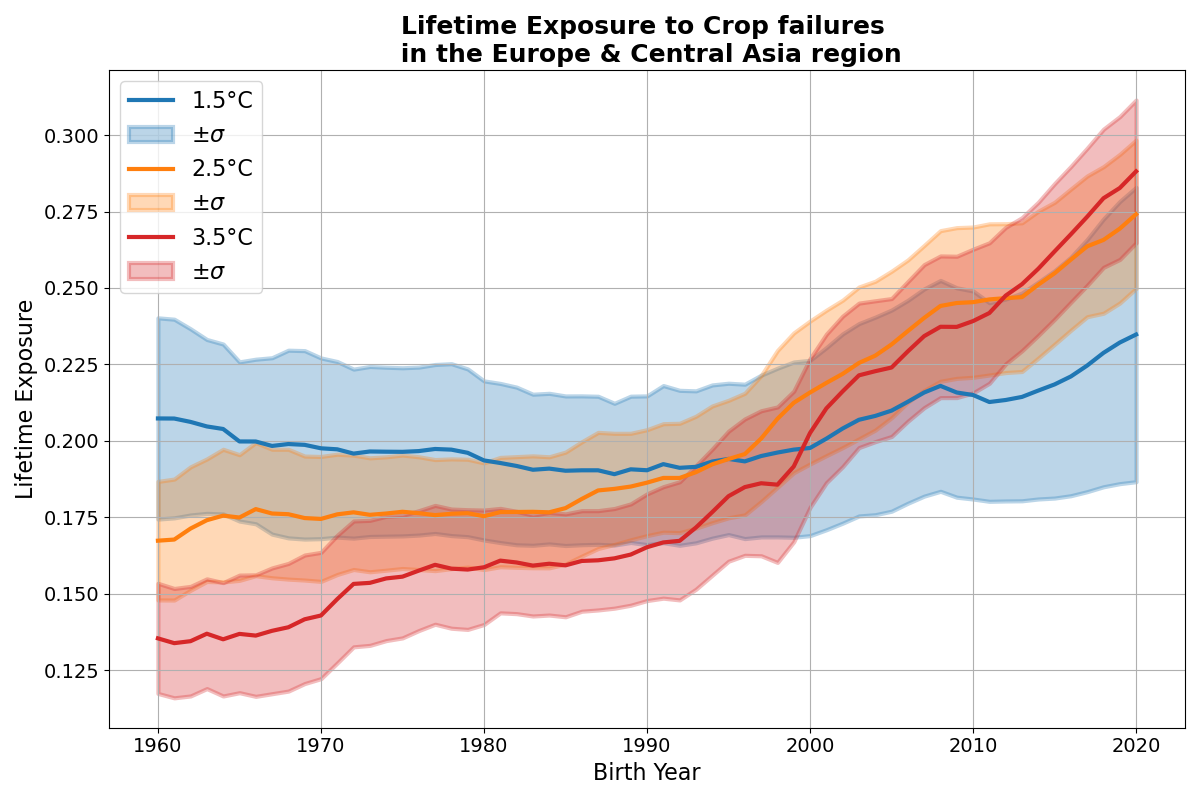 Lifetime Exposure to Crop failures
in the Europe & Central Asia region
1.5°C
±σ
2.5°C
±σ
3.5°C
±σ
0.300
0.275
0.250
0.225
0.200
0.175
0.150
0.125
Lifetime Exposure
1960 1970 1980 1990 2000 2010 2020
Birth Year